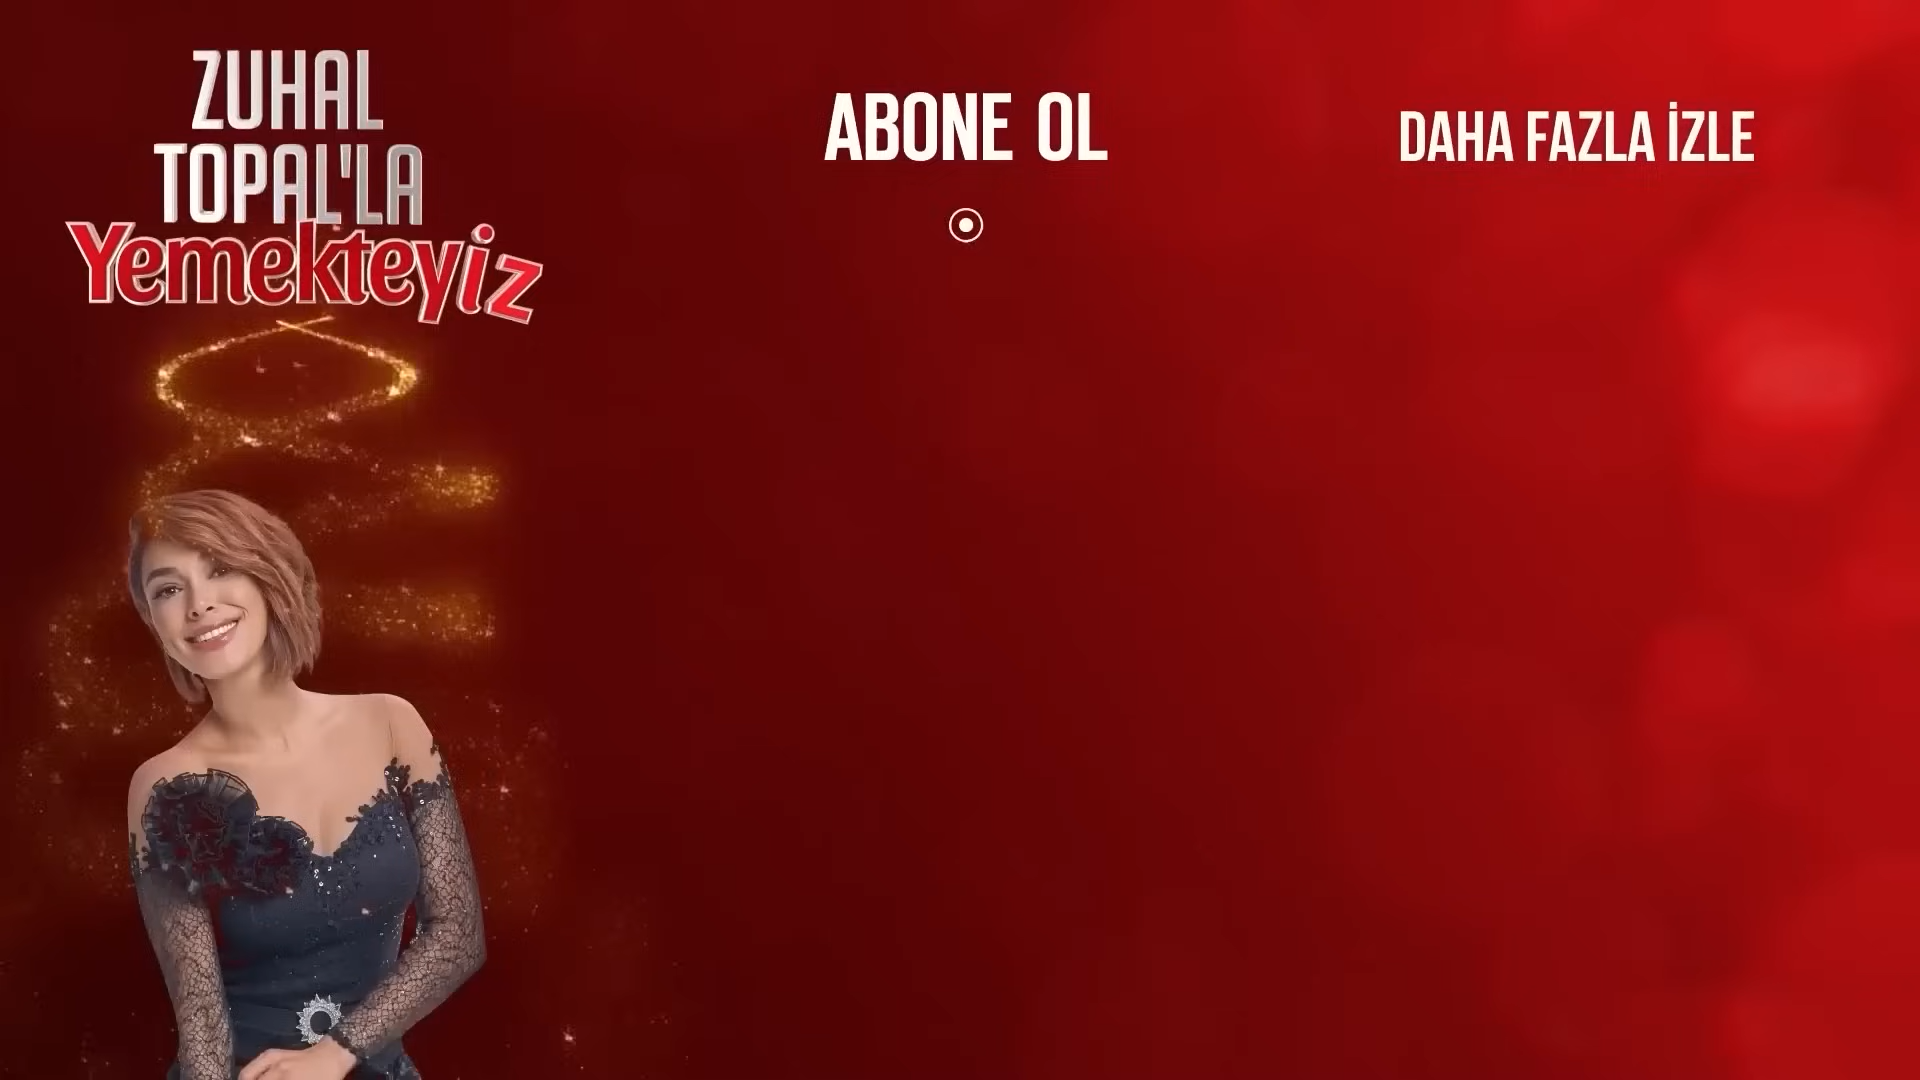 ZUHAL
TOPAL'LA
Yemekteyiz
ABONE OL
DAHA FAZLA İZLE